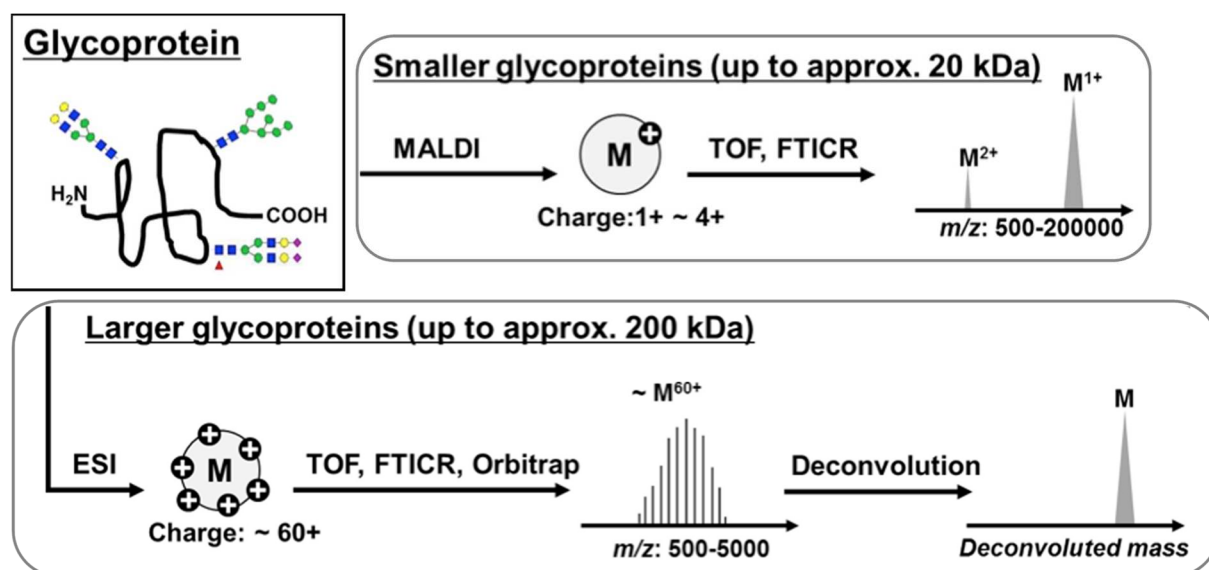 Glycoprotein
H₂N
COOH
Smaller glycoproteins (up to approx. 20 kDa)
MALDI
M
+
Charge:1+ ~ 4+
TOF, FTICR
M²⁺
M¹⁺
m/z: 500-200000
Larger glycoproteins (up to approx. 200 kDa)
ESI
M
+ + + + + +
Charge: ~ 60+
TOF, FTICR, Orbitrap
~ M⁶⁰⁺
m/z: 500-5000
Deconvolution
M
Deconvoluted mass